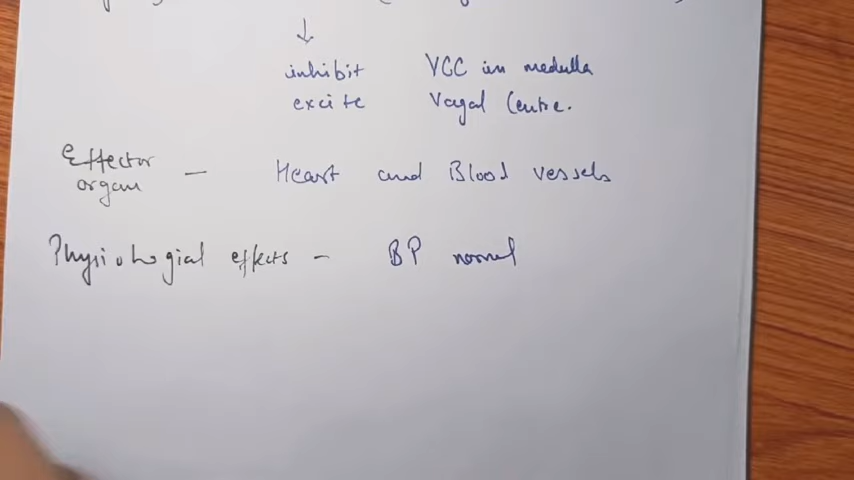 ↓
inhibit VCC in medulla
excite Vagal Centre.
Effector organ — Heart and Blood vessels
Physiological effects - BP normal